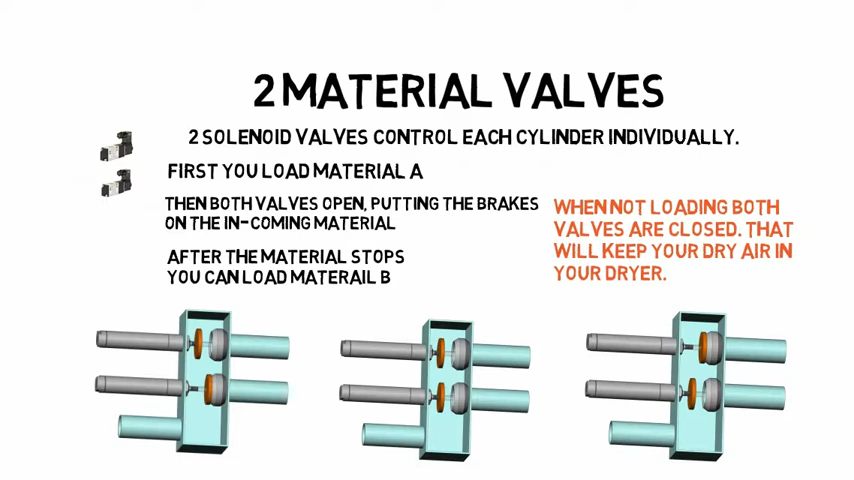 2 MATERIAL VALVES
2 SOLENOID VALVES CONTROL EACH CYLINDER INDIVIDUALLY.
FIRST YOU LOAD MATERIAL A
THEN BOTH VALVES OPEN, PUTTING THE BRAKES
ON THE IN-COMING MATERIAL
AFTER THE MATERIAL STOPS
YOU CAN LOAD MATERAIL B
WHEN NOT LOADING BOTH
VALVES ARE CLOSED. THAT
WILL KEEP YOUR DRY AIR IN
YOUR DRYER.